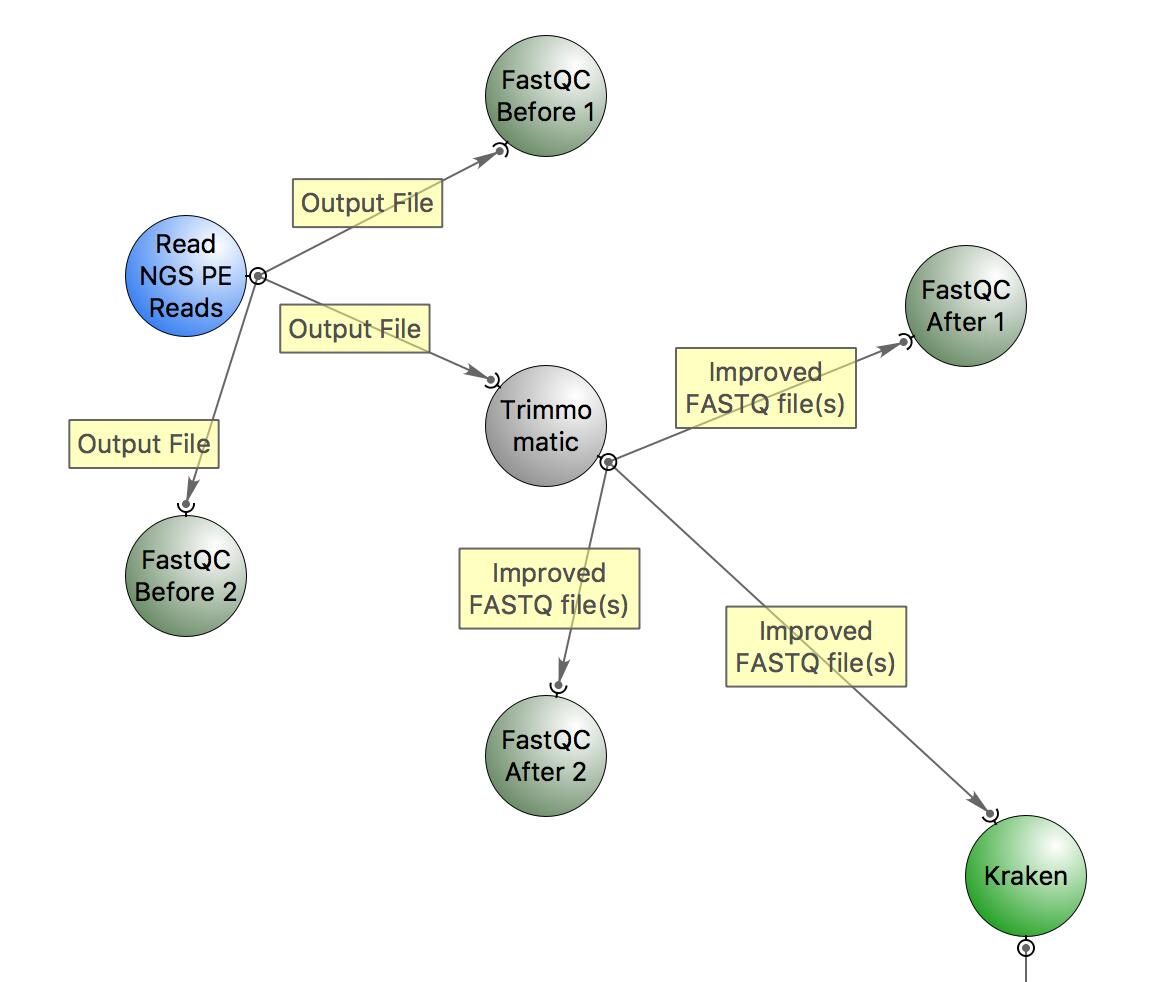 FastQC
Before 1
Output File
Read
NGS PE
Reads
Output File
FastQC
After 1
Improved
FASTQ file(s)
Trimmo
matic
Output File
FastQC
Before 2
Improved
FASTQ file(s)
Improved
FASTQ file(s)
FastQC
After 2
Kraken